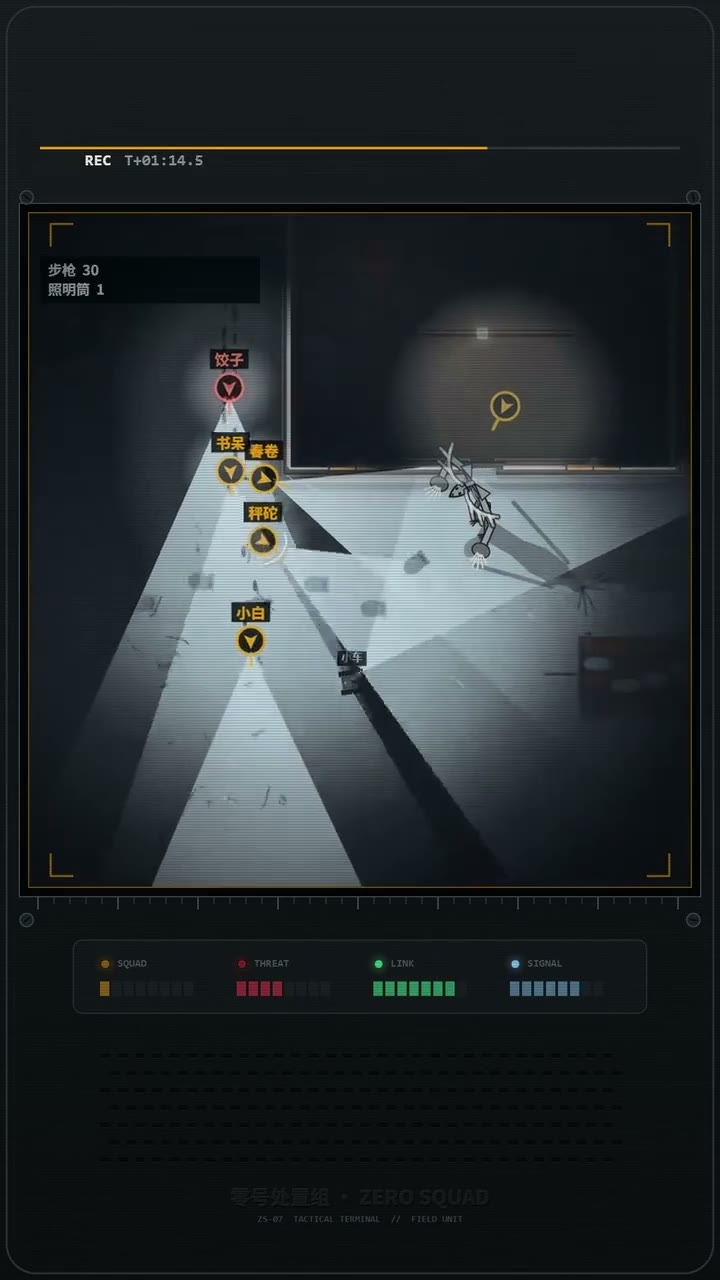 REC T+01:14.5
步枪 30
照明筒 1
饺子
书呆
春卷
秤砣
小白
小车
SQUAD
THREAT
LINK
SIGNAL
零号处置组 · ZERO SQUAD
ZS-07 TACTICAL TERMINAL // FIELD UNIT